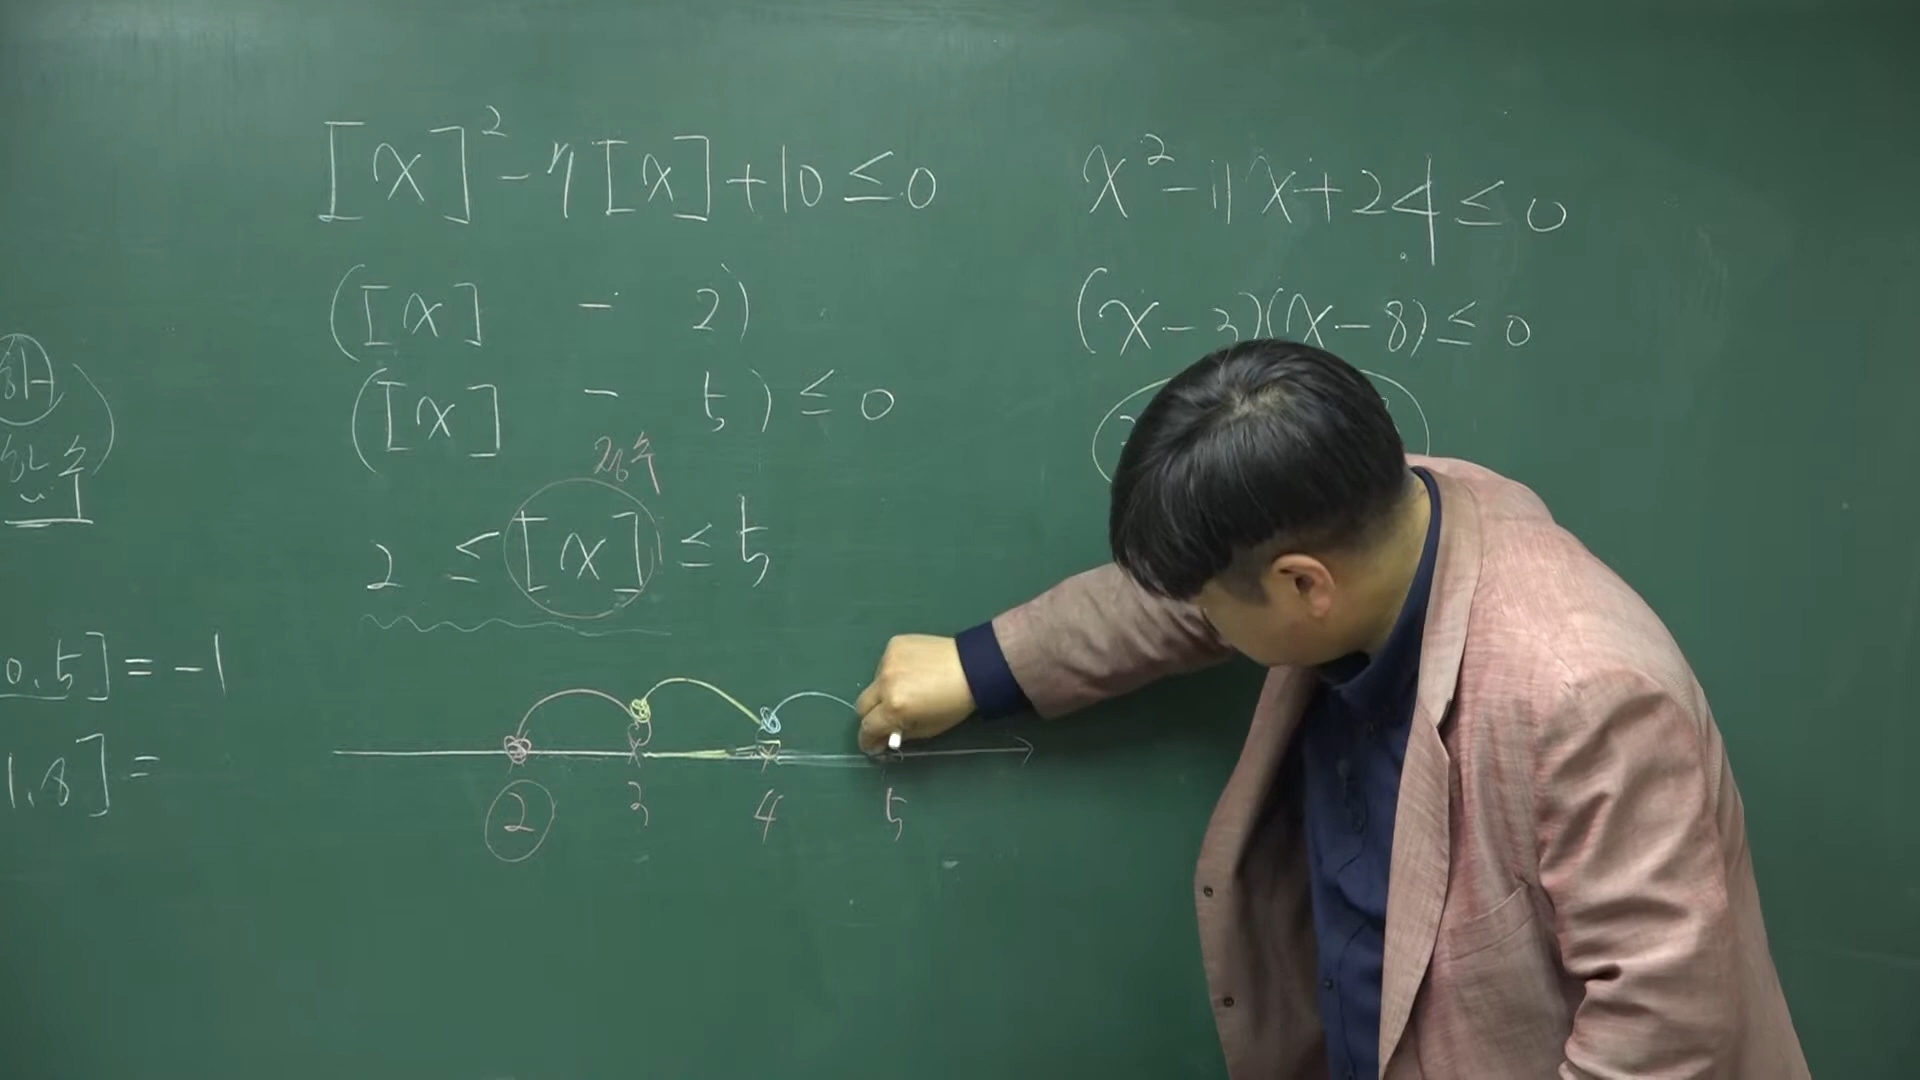 [x]² - 7[x] + 10 ≤ 0
([x] - 2)
([x] - 5) ≤ 0
정수
2 ≤ [x] ≤ 5
2 3 4 5
x² - 11x + 24 ≤ 0
(x - 3)(x - 8) ≤ 0
0.5] = -1
1.8] =